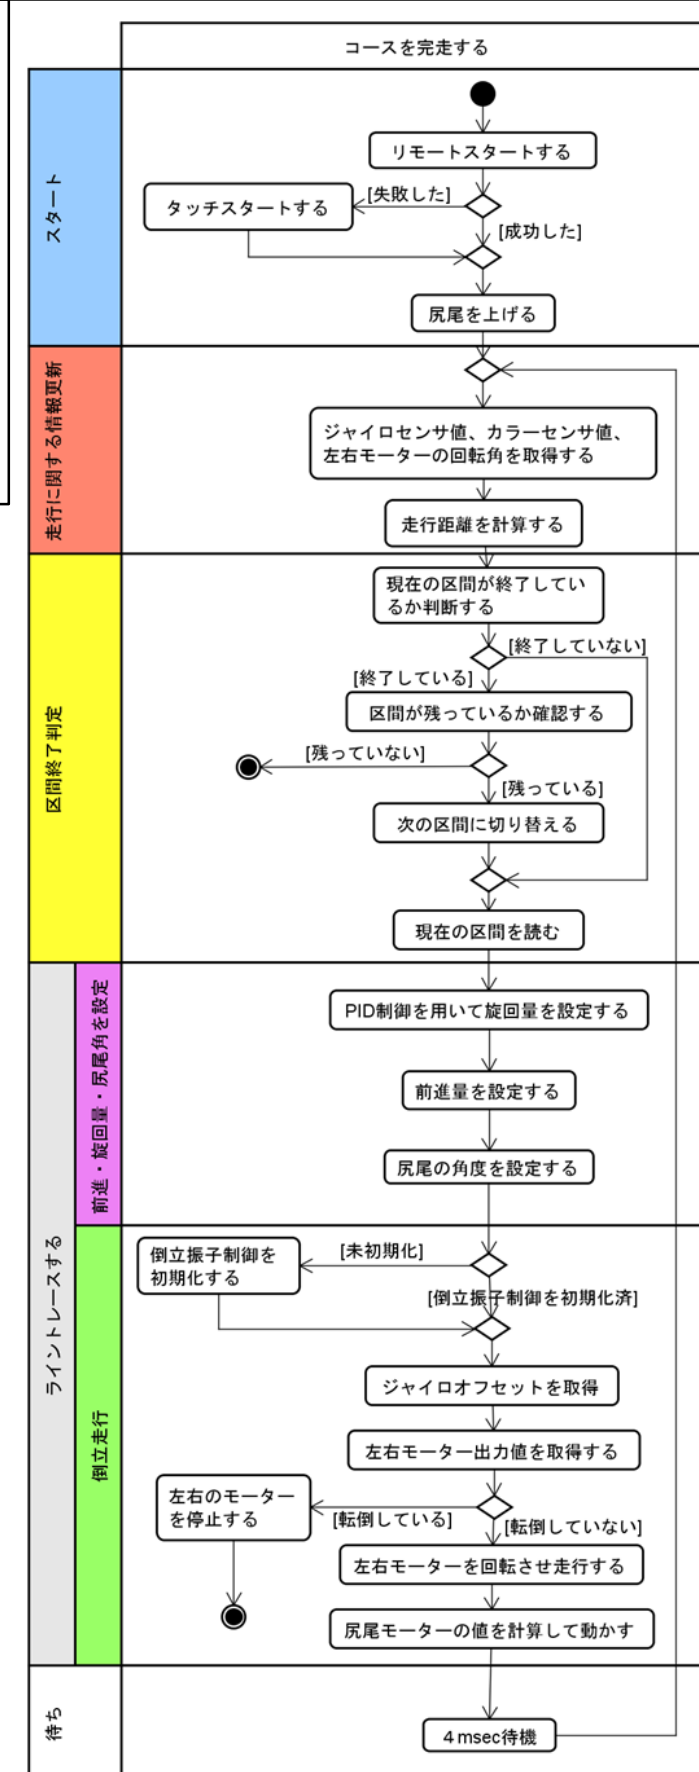 コースを完走する
スタート
リモートスタートする
[失敗した]
タッチスタートする
[成功した]
尻尾を上げる
走行に関する情報更新
ジャイロセンサ値、カラーセンサ値、
左右モーターの回転角を取得する
走行距離を計算する
区間終了判定
現在の区間が終了してい
るか判断する
[終了していない]
[終了している]
区間が残っているか確認する
[残っていない]
[残っている]
次の区間に切り替える
現在の区間を読む
ライントレースする
前進・旋回量・尻尾角を設定
PID制御を用いて旋回量を設定する
前進量を設定する
尻尾の角度を設定する
倒立走行
倒立振子制御を
初期化する
[未初期化]
[倒立振子制御を初期化済]
ジャイロオフセットを取得
左右モーター出力値を取得する
左右のモーター
を停止する
[転倒している]
[転倒していない]
左右モーターを回転させ走行する
尻尾モーターの値を計算して動かす
待ち
4msec待機